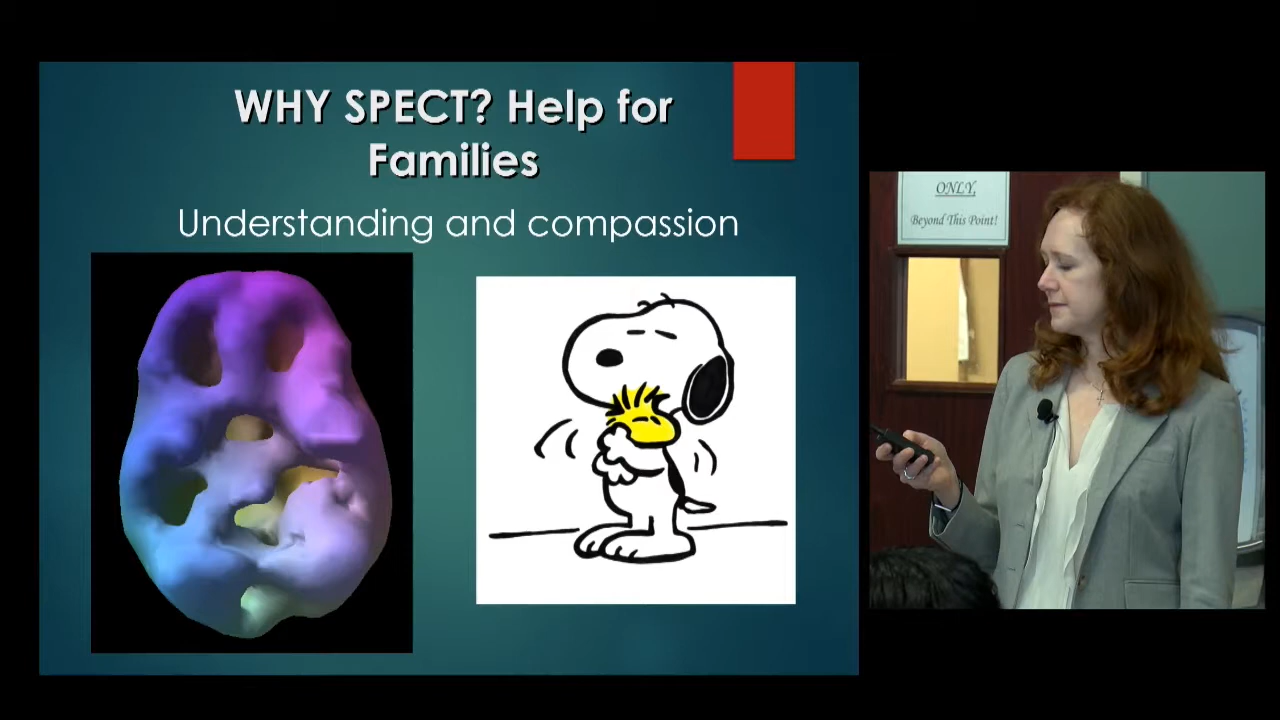 WHY SPECT? Help for
Families
Understanding and compassion
ONLY,
Beyond This Point!